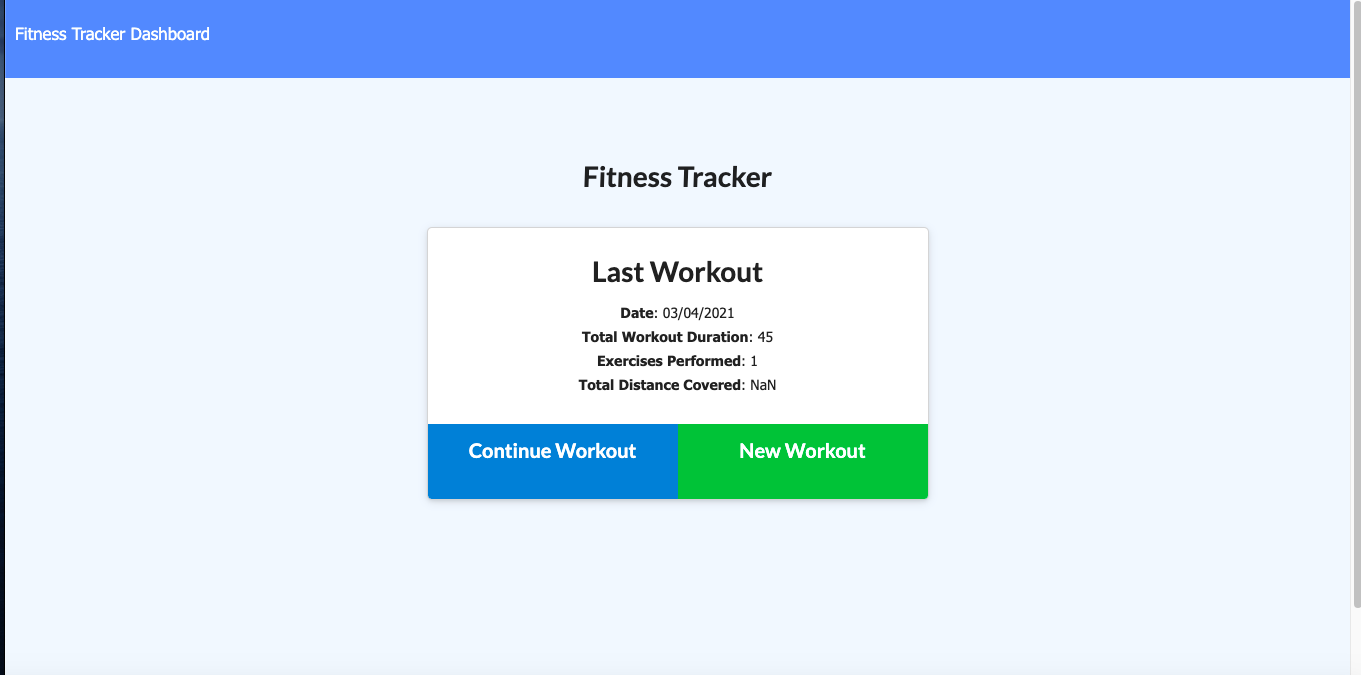 Fitness Tracker Dashboard
Fitness Tracker
Last Workout
Date: 03/04/2021
Total Workout Duration: 45
Exercises Performed: 1
Total Distance Covered: NaN
Continue Workout
New Workout